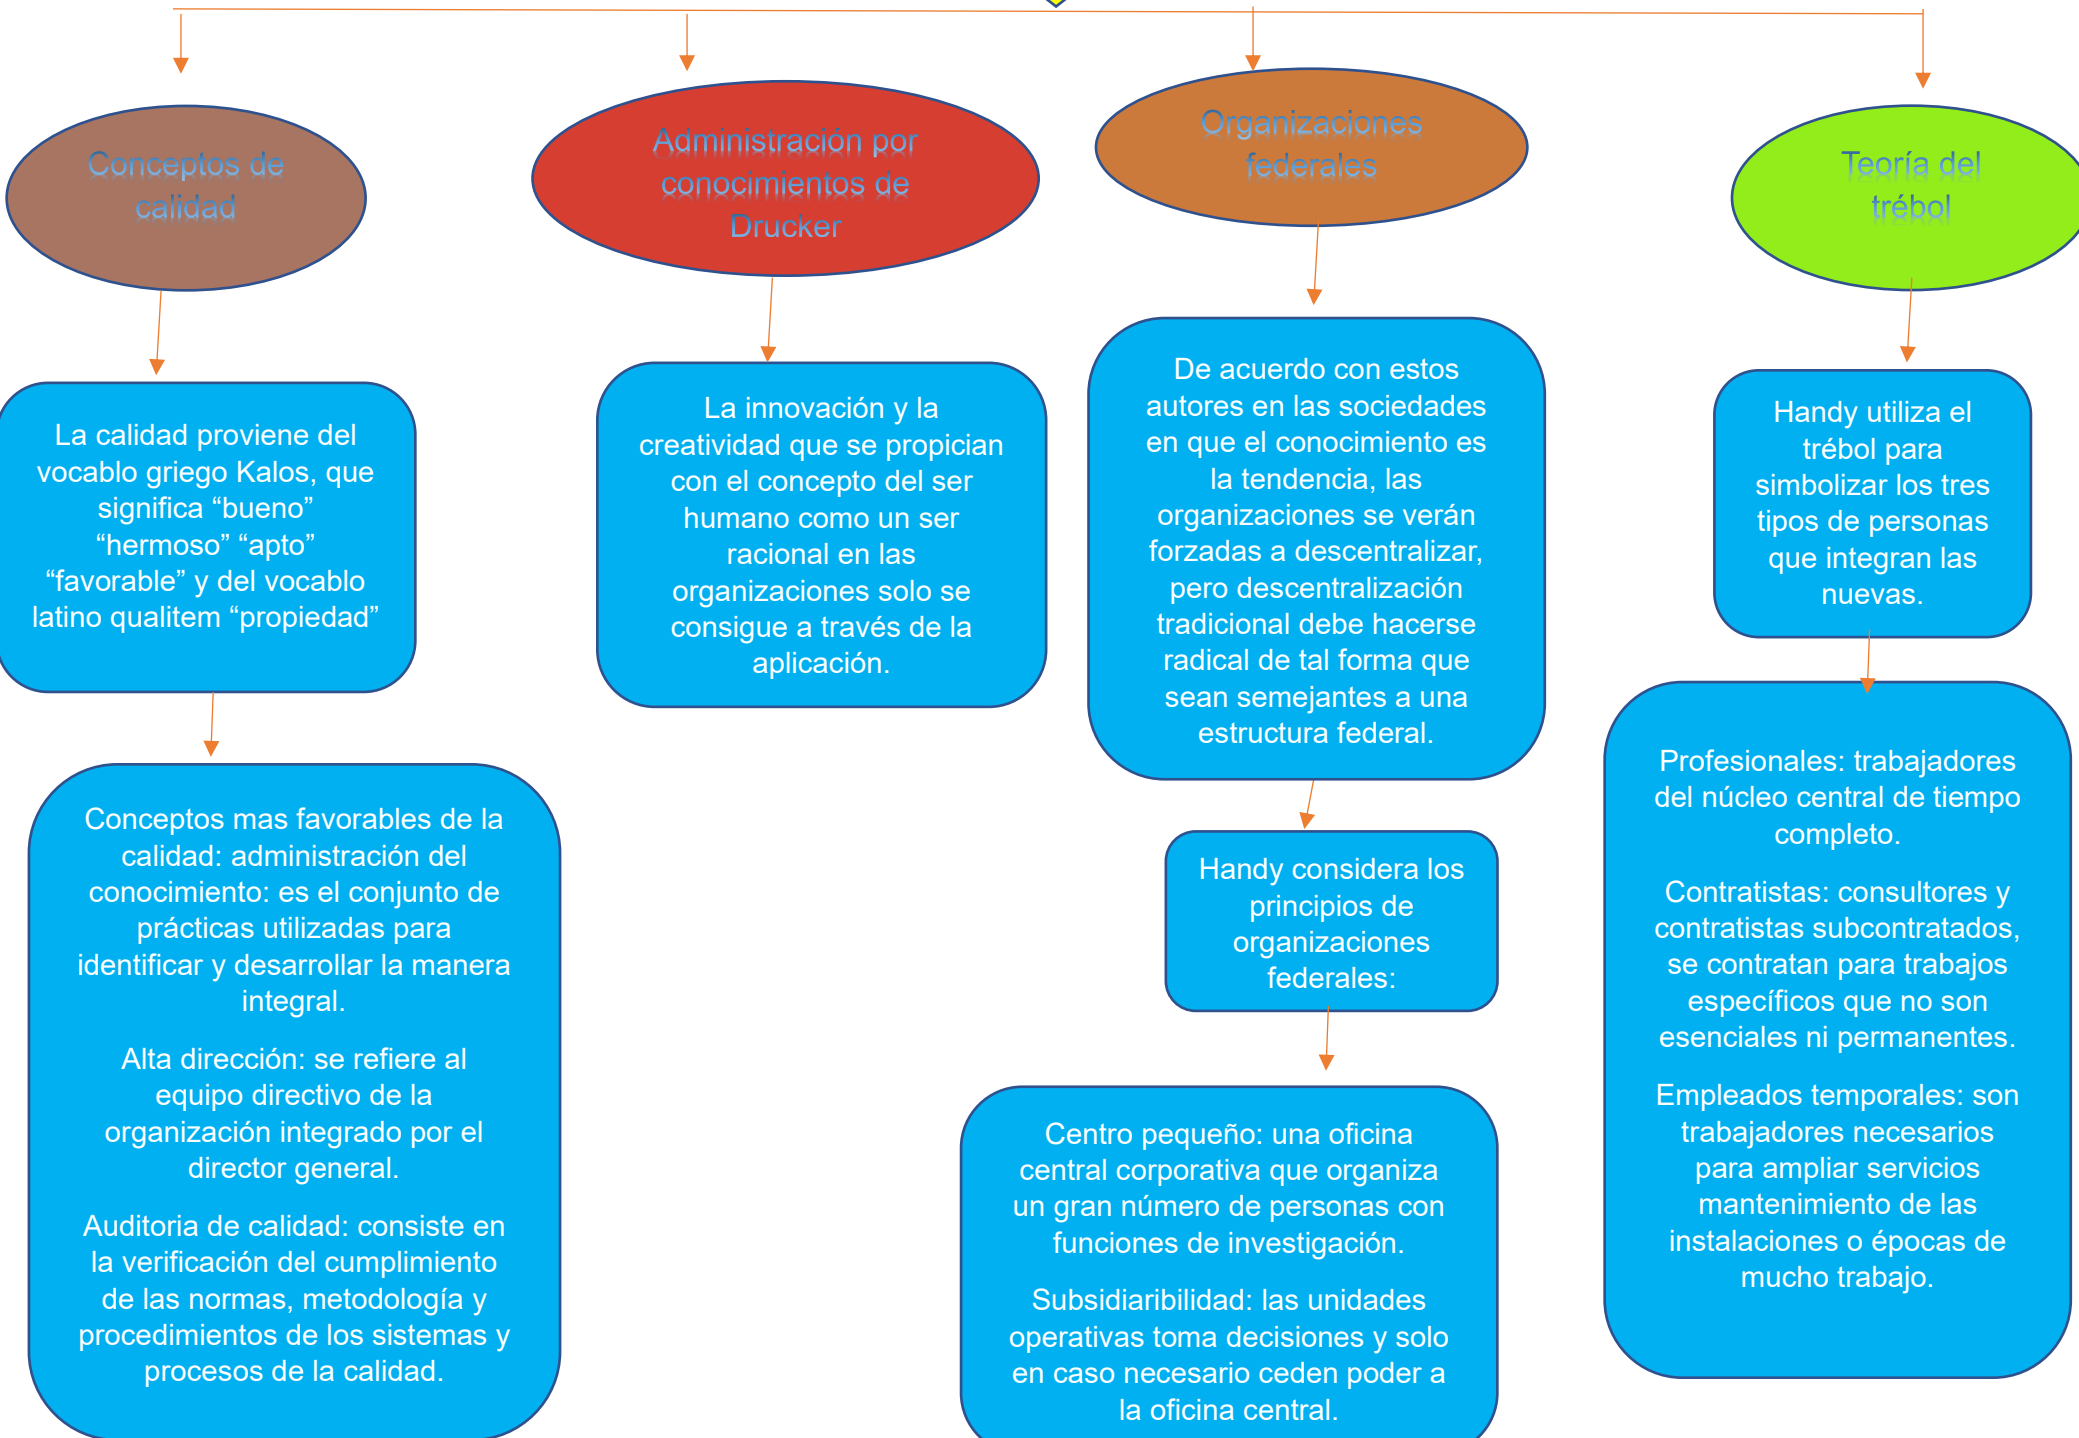 Conceptos de
calidad
La calidad proviene del
vocablo griego Kalos, que
significa “bueno”
“hermoso” “apto”
“favorable” y del vocablo
latino qualitem “propiedad”
Conceptos mas favorables de la
calidad: administración del
conocimiento: es el conjunto de
prácticas utilizadas para
identificar y desarrollar la manera
integral.
Alta dirección: se refiere al
equipo directivo de la
organización integrado por el
director general.
Auditoria de calidad: consiste en
la verificación del cumplimiento
de las normas, metodología y
procedimientos de los sistemas y
procesos de la calidad.
Administración por
conocimientos de
Drucker
La innovación y la
creatividad que se propician
con el concepto del ser
humano como un ser
racional en las
organizaciones solo se
consigue a través de la
aplicación.
Organizaciones
federales
De acuerdo con estos
autores en las sociedades
en que el conocimiento es
la tendencia, las
organizaciones se verán
forzadas a descentralizar,
pero descentralización
tradicional debe hacerse
radical de tal forma que
sean semejantes a una
estructura federal.
Handy considera los
principios de
organizaciones
federales:
Centro pequeño: una oficina
central corporativa que organiza
un gran número de personas con
funciones de investigación.
Subsidiaribilidad: las unidades
operativas toma decisiones y solo
en caso necesario ceden poder a
la oficina central.
Teoría del
trébol
Handy utiliza el
trébol para
simbolizar los tres
tipos de personas
que integran las
nuevas.
Profesionales: trabajadores
del núcleo central de tiempo
completo.
Contratistas: consultores y
contratistas subcontratados,
se contratan para trabajos
específicos que no son
esenciales ni permanentes.
Empleados temporales: son
trabajadores necesarios
para ampliar servicios
mantenimiento de las
instalaciones o épocas de
mucho trabajo.